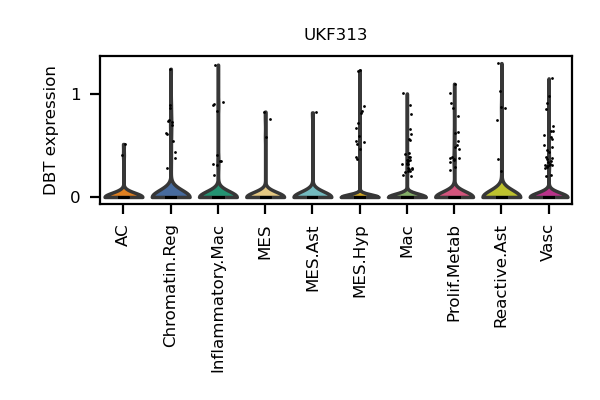 UKF313
DBT expression
1
0
AC
Chromatin.Reg
Inflammatory.Mac
MES
MES.Ast
MES.Hyp
Mac
Prolif.Metab
Reactive.Ast
Vasc